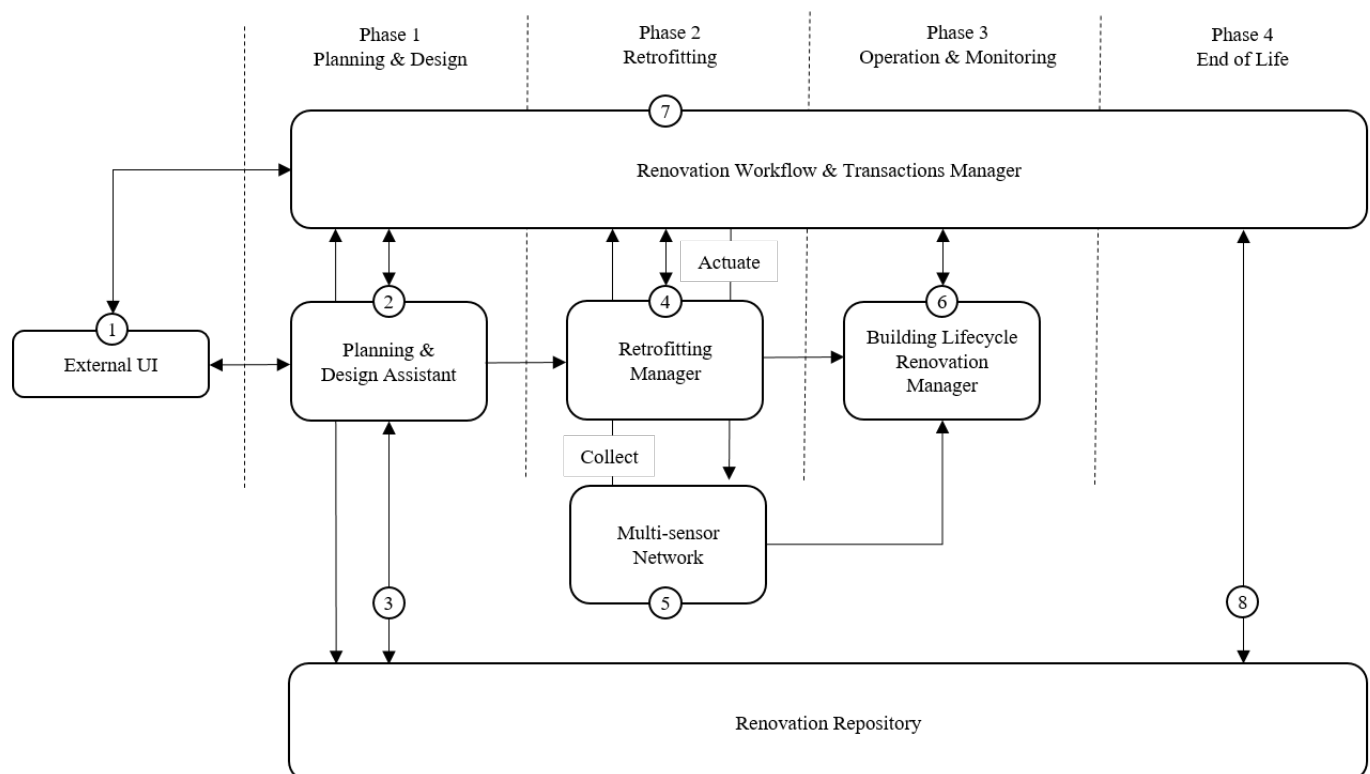 Phase 1
Planning & Design
Phase 2
Retrofitting
Phase 3
Operation & Monitoring
Phase 4
End of Life
7
Renovation Workflow & Transactions Manager
Actuate
1
External UI
2
Planning &
Design Assistant
4
Retrofitting
Manager
6
Building Lifecycle
Renovation
Manager
Collect
Multi-sensor
Network
3
5
8
Renovation Repository